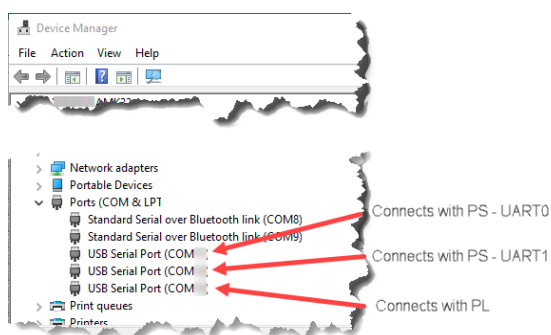 Device Manager
File Action View Help
Network adapters
Portable Devices
Ports (COM & LPT
Standard Serial over Bluetooth link (COM8)
Standard Serial over Bluetooth link (COM9)
USB Serial Port (COM
USB Serial Port (COM
USB Serial Port (COM
Print queues
Printers
Connects with PS - UART0
Connects with PS - UART1
Connects with PL